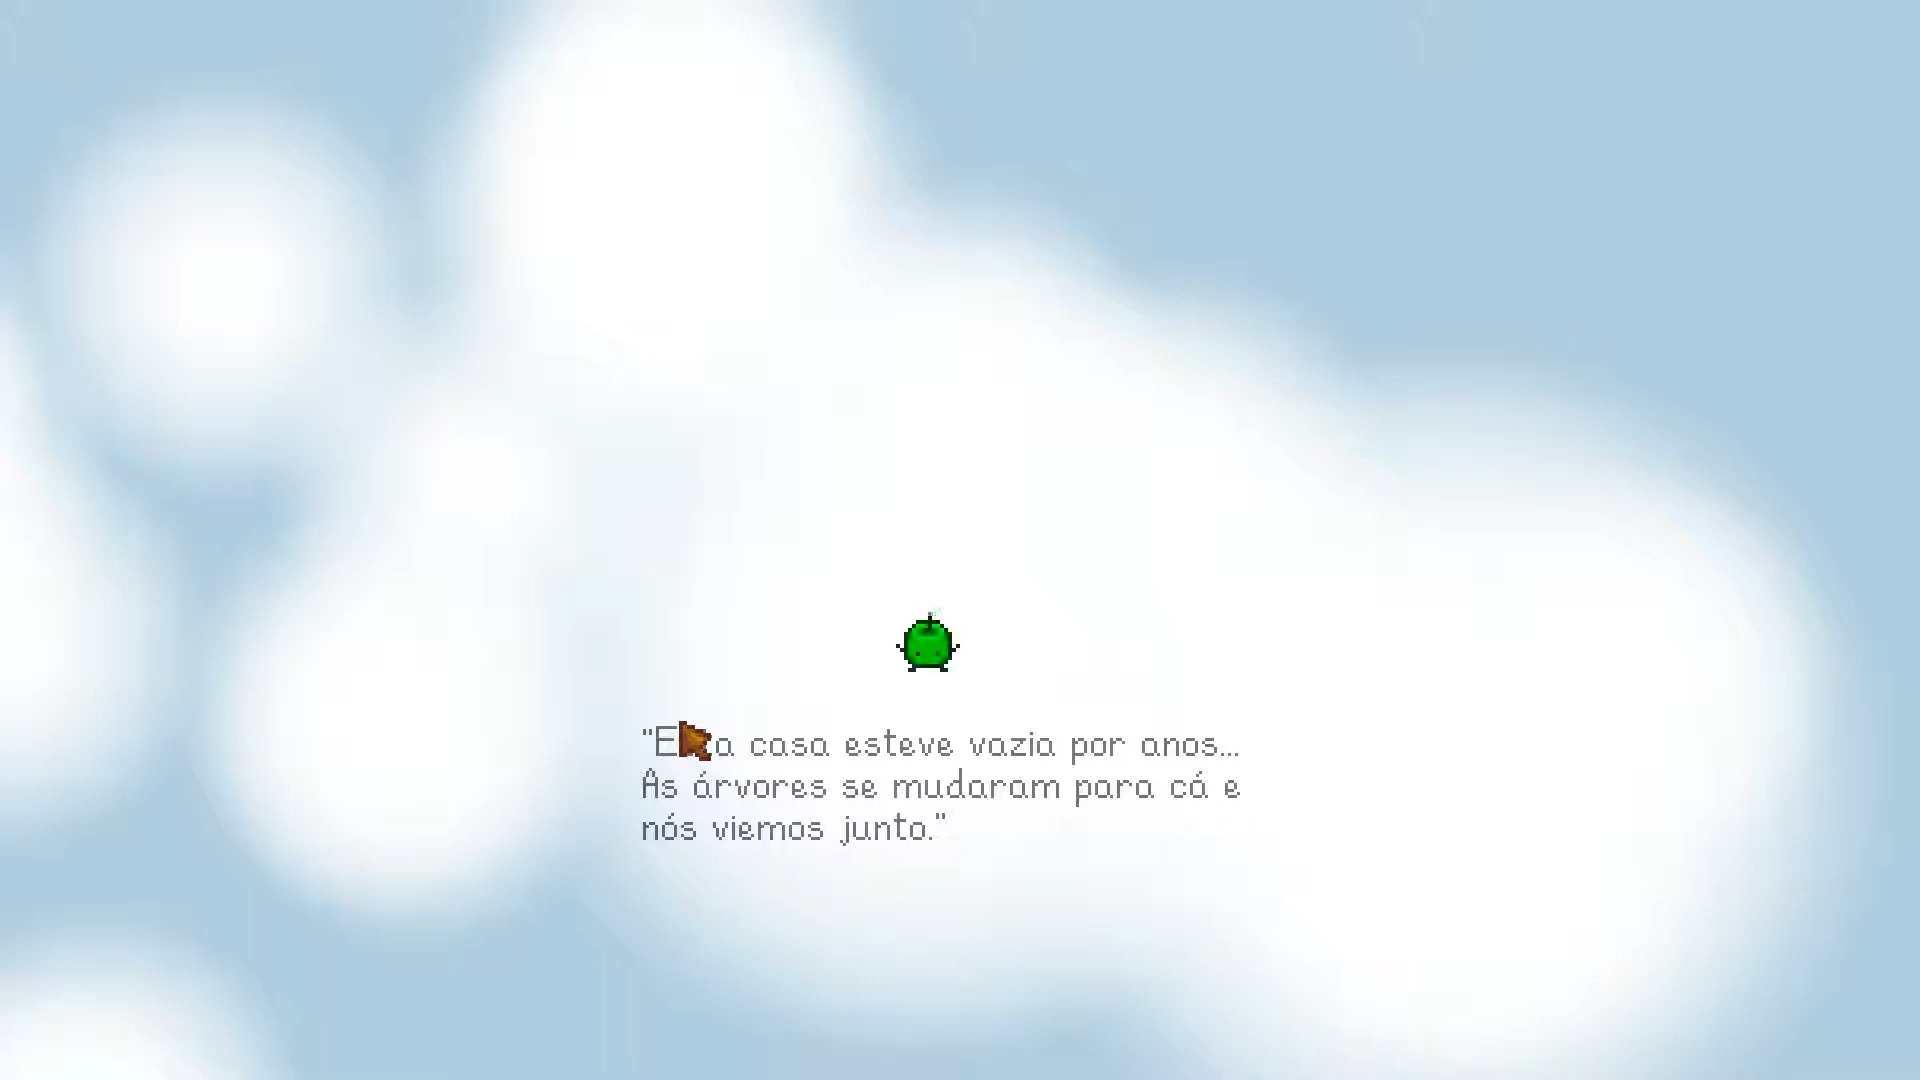 "E a casa esteve vazia por anos...
As árvores se mudaram para cá e
nós viemos junto."